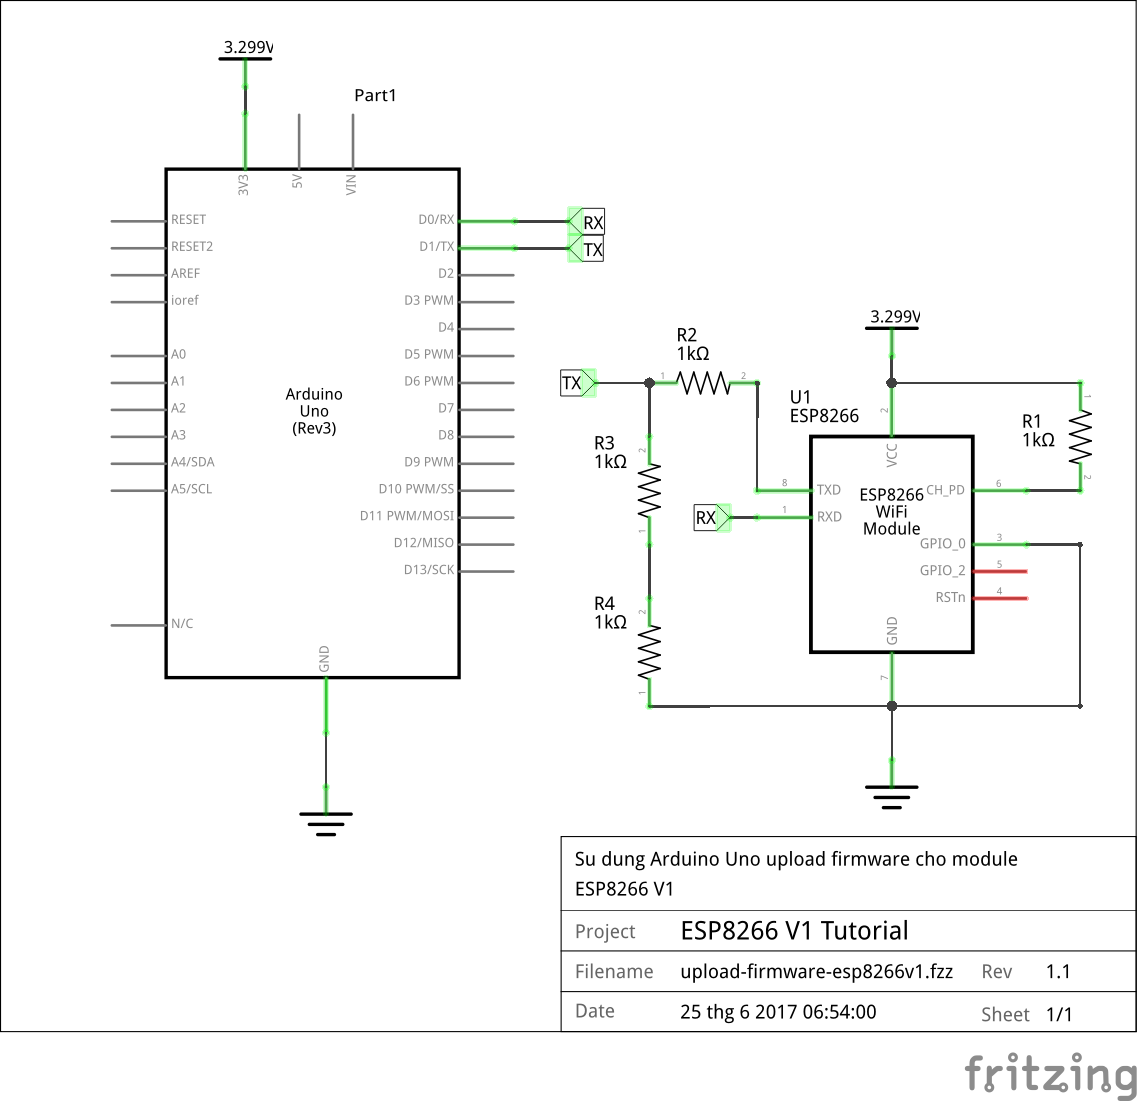 3.299V
Part1
3V3
5V
VIN
RESET
RESET2
AREF
ioref
A0
A1
A2
A3
A4/SDA
A5/SCL
N/C
Arduino
Uno
(Rev3)
D0/RX
D1/TX
D2
D3 PWM
D4
D5 PWM
D6 PWM
D7
D8
D9 PWM
D10 PWM/SS
D11 PWM/MOSI
D12/MISO
D13/SCK
GND
RX
TX
TX
R2
1kΩ
1
2
R3
1kΩ
2
1
R4
1kΩ
2
1
RX
3.299V
U1
ESP8266
2
VCC
8
TXD
1
RXD
ESP8266
WiFi
Module
CH_PD
6
GPIO_0
3
GPIO_2
5
RSTn
4
GND
7
R1
1kΩ
1
2
Su dung Arduino Uno upload firmware cho module
ESP8266 V1
Project ESP8266 V1 Tutorial
Filename upload-firmware-esp8266v1.fzz Rev 1.1
Date 25 thg 6 2017 06:54:00 Sheet 1/1
fritzing